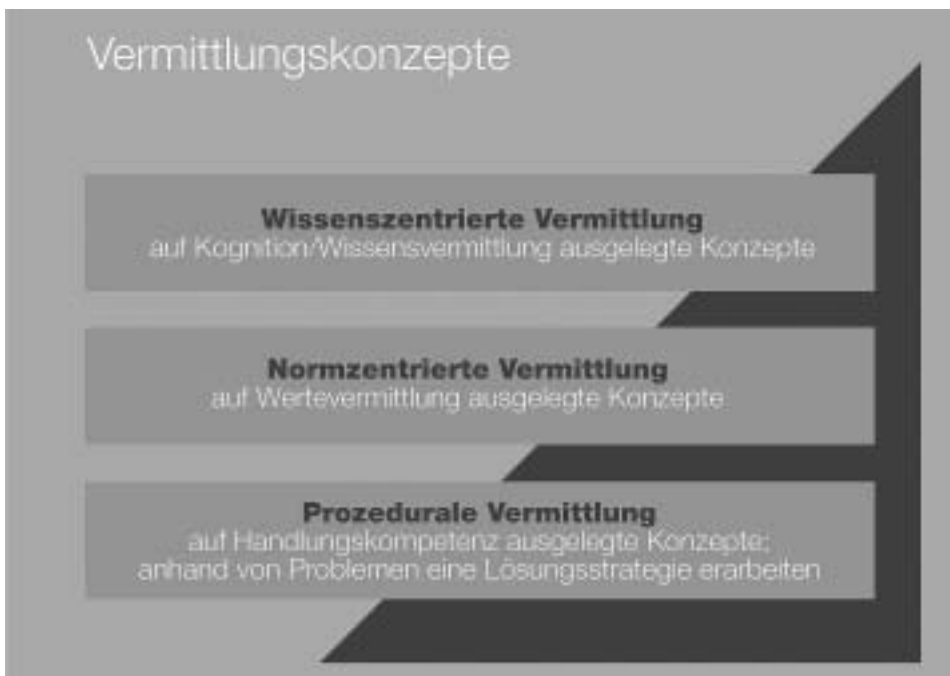 Vermittlungskonzepte
Wissenszentrierte Vermittlung
auf Kognition/Wissensvermittlung ausgelegte Konzepte
Normzentrierte Vermittlung
auf Wertevermittlung ausgelegte Konzepte
Prozedurale Vermittlung
auf Handlungskompetenz ausgelegte Konzepte;
anhand von Problemen eine Lösungsstrategie erarbeiten